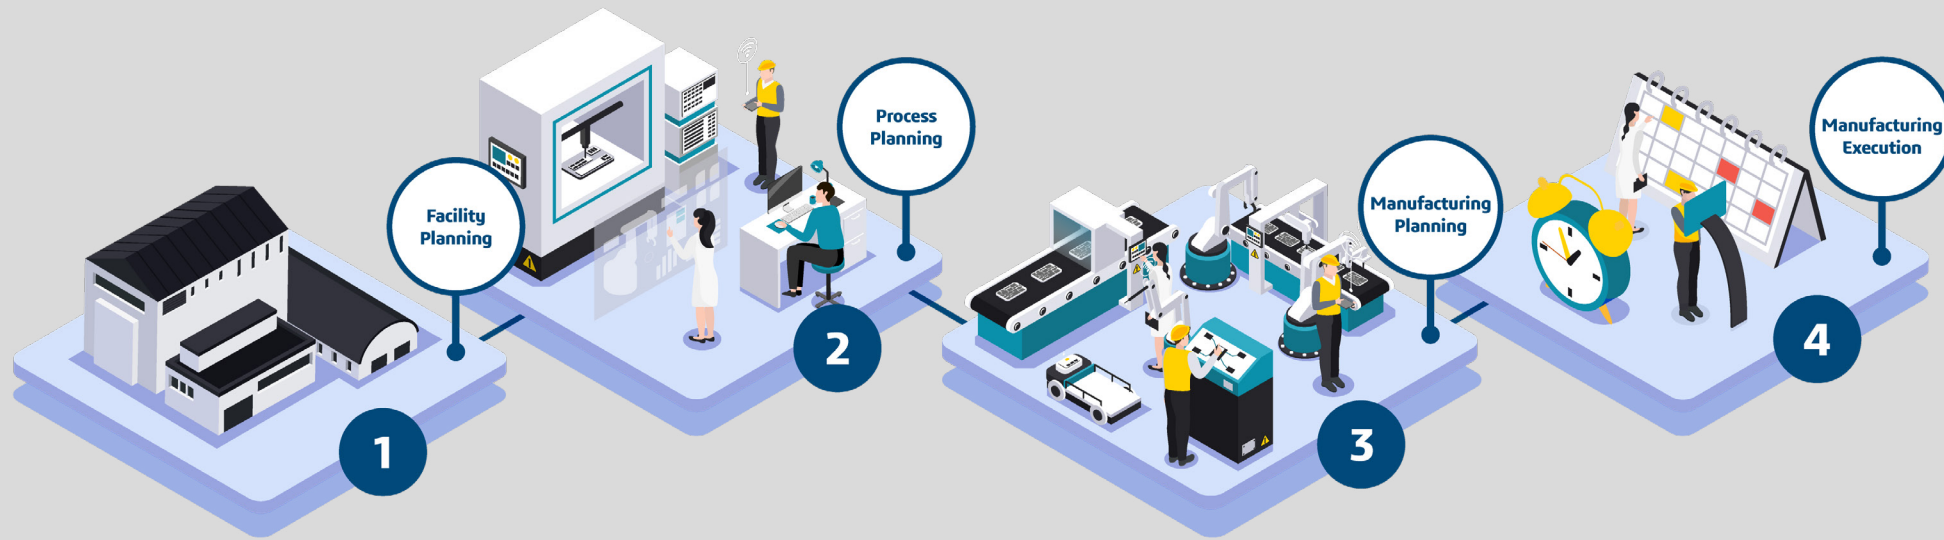 Facility
Planning
1
Process
Planning
2
Manufacturing
Planning
3
Manufacturing
Execution
4